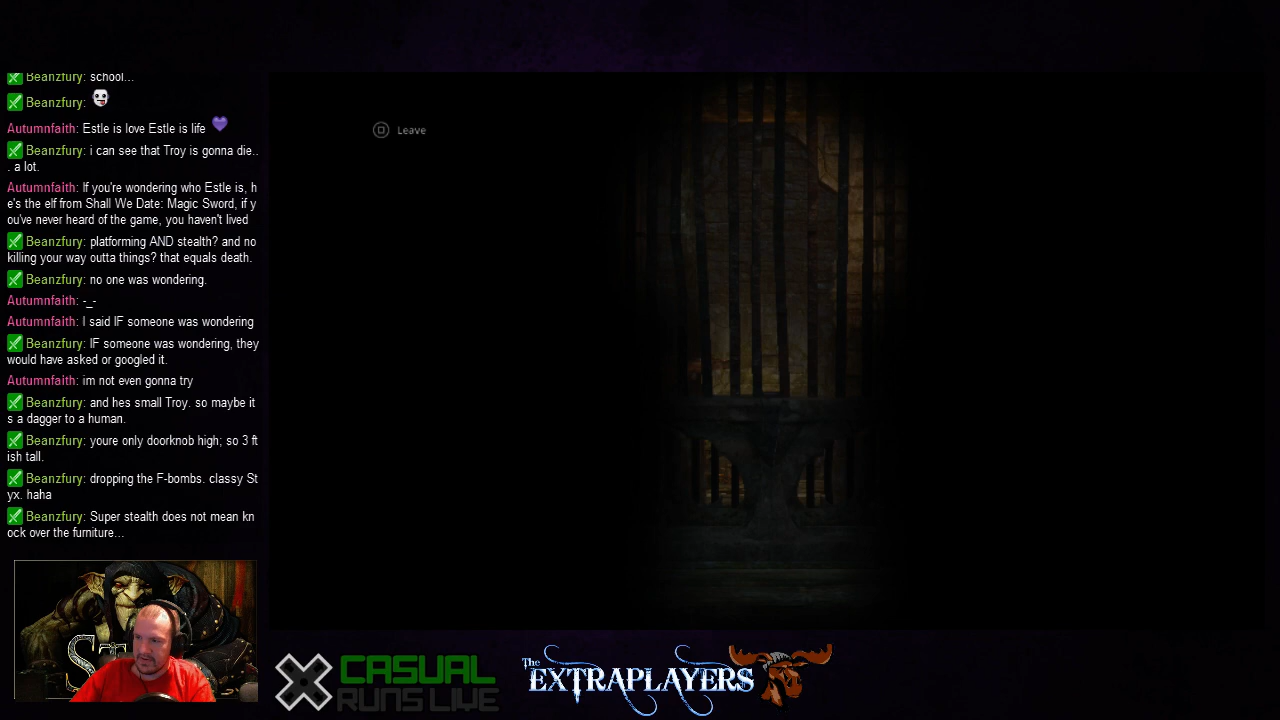 Beanzfury: school...
Beanzfury:
Autumnfaith: Estle is love Estle is life
Beanzfury: i can see that Troy is gonna die..
. a lot.
Autumnfaith: If you're wondering who Estle is, h
e's the elf from Shall We Date: Magic Sword, if y
ou've never heard of the game, you haven't lived
Beanzfury: platforming AND stealth? and no
killing your way outta things? that equals death.
Beanzfury: no one was wondering.
Autumnfaith: -_-
Autumnfaith: I said IF someone was wondering
Beanzfury: IF someone was wondering, they
would have asked or googled it.
Autumnfaith: im not even gonna try
Beanzfury: and hes small Troy. so maybe it
s a dagger to a human.
Beanzfury: youre only doorknob high; so 3 ft
ish tall.
Beanzfury: dropping the F-bombs. classy St
yx. haha
Beanzfury: Super stealth does not mean kn
ock over the furniture...
Leave
CASUAL
RUNS LIVE
The
EXTRAPLAYERS